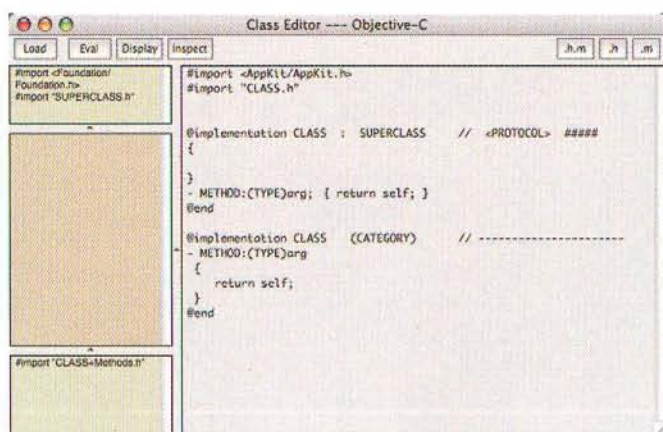 Class Editor --- Objective-C
Load Eval Display Inspect .h.m .h .m
#import <Foundation/
Foundation.h>
#import "SUPERCLASS.h"
#import "CLASS+Methods.h"
#import <AppKit/AppKit.h>
#import "CLASS.h"
@implementation CLASS : SUPERCLASS // <PROTOCOL> #####
{
}
- METHOD:(TYPE)arg; { return self; }
@end
@implementation CLASS (CATEGORY) // ----------------------
- METHOD:(TYPE)arg
{
return self;
}
@end